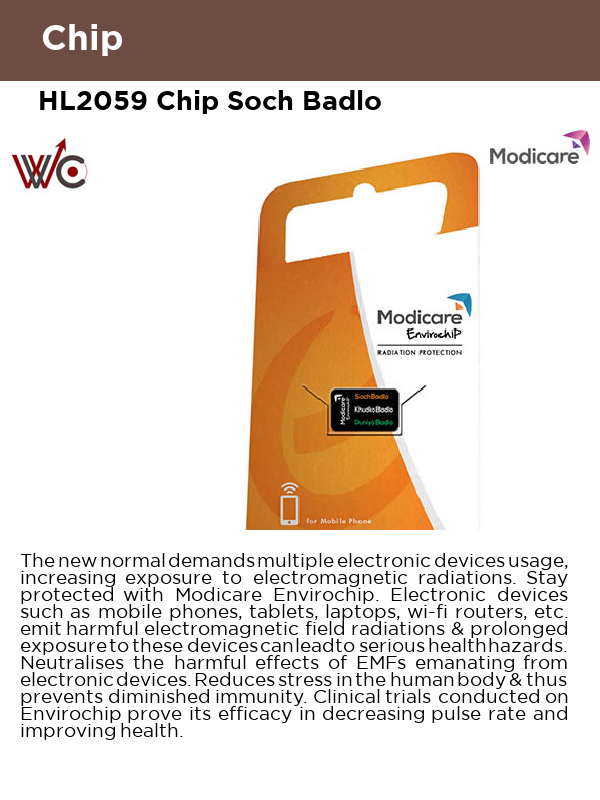 Chip
HL2059 Chip Soch Badlo
WC
Modicare
Modicare
Envirochip
RADIATION PROTECTION
Modicare
Envirochip
SochBadlo
KhudkoBadlo
DuniyaBadlo
for Mobile Phone
The new normal demands multiple electronic devices usage,
increasing exposure to electromagnetic radiations. Stay
protected with Modicare Envirochip. Electronic devices
such as mobile phones, tablets, laptops, wi-fi routers, etc.
emit harmful electromagnetic field radiations & prolonged
exposure to these devices can lead to serious health hazards.
Neutralises the harmful effects of EMFs emanating from
electronic devices. Reduces stress in the human body & thus
prevents diminished immunity. Clinical trials conducted on
Envirochip prove its efficacy in decreasing pulse rate and
improving health.